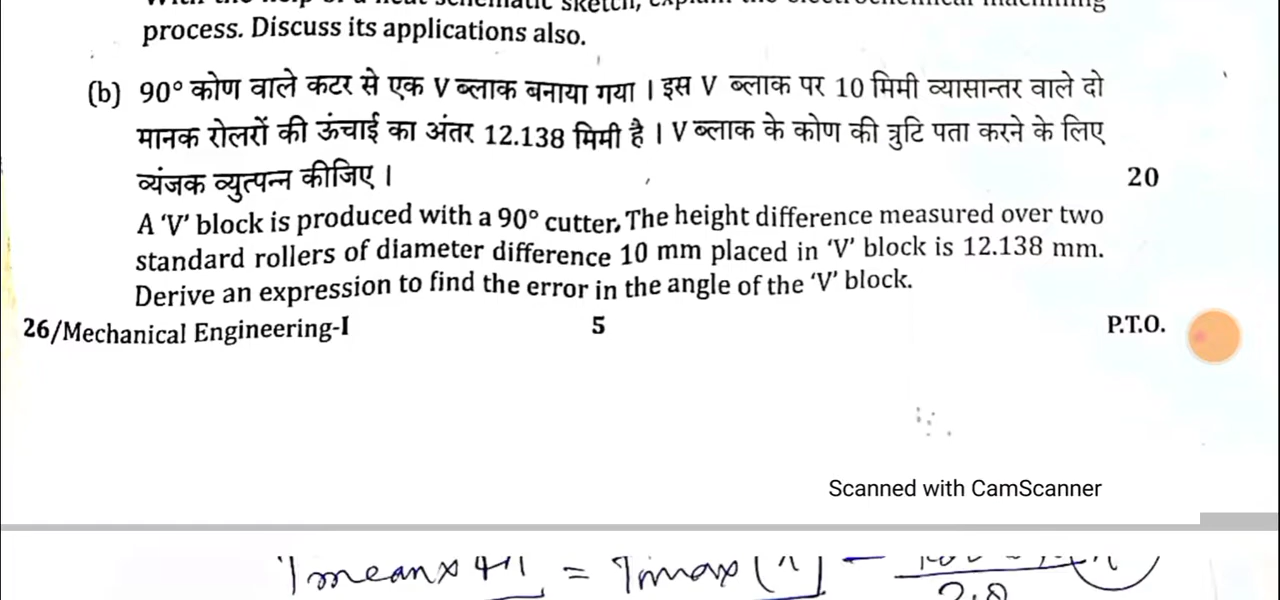 process. Discuss its applications also.
(b) 90° कोण वाले कटर से एक V ब्लाक बनाया गया । इस V ब्लाक पर 10 मिमी व्यासान्तर वाले दो
मानक रोलरों की ऊंचाई का अंतर 12.138 मिमी है । V ब्लाक के कोण की त्रुटि पता करने के लिए
व्यंजक व्युत्पन्न कीजिए ।
20
A 'V' block is produced with a 90° cutter, The height difference measured over two
standard rollers of diameter difference 10 mm placed in 'V' block is 12.138 mm.
Derive an expression to find the error in the angle of the 'V' block.
26/Mechanical Engineering-I 5 P.T.O.
Scanned with CamScanner